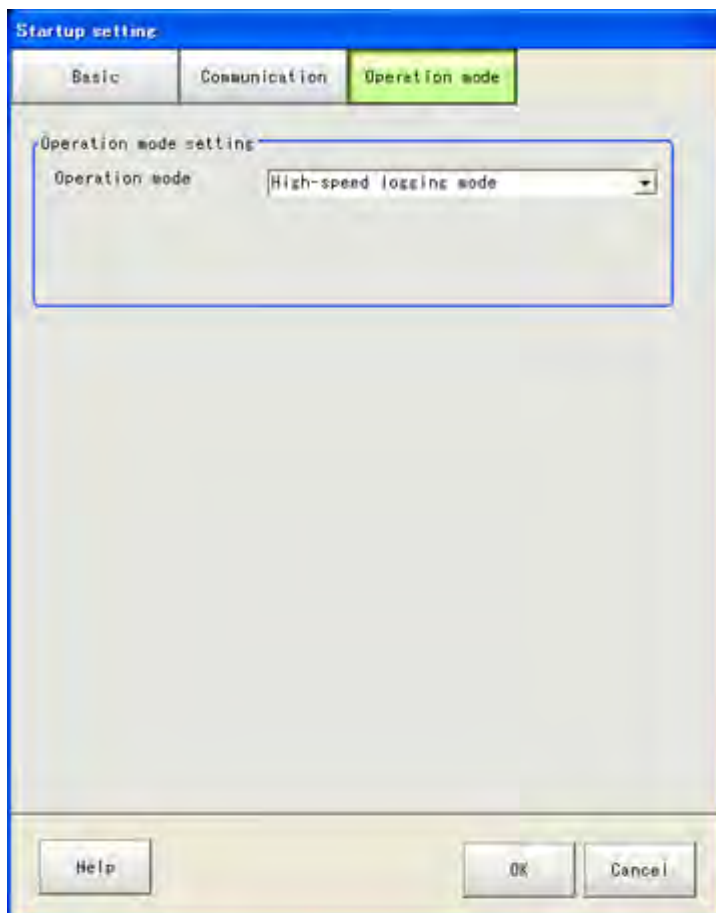 Startup setting
Basic Communication Operation mode
Operation mode setting
Operation mode High-speed logging mode
Help OK Cancel